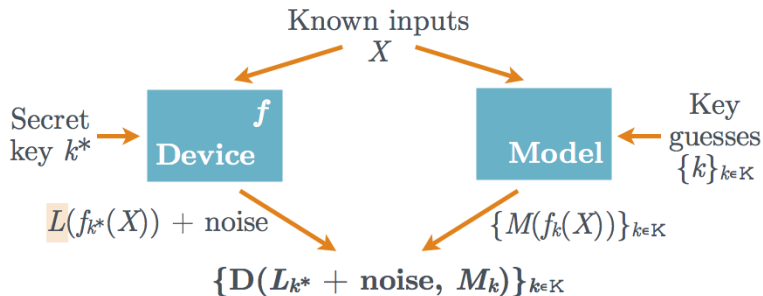 Known inputs
X
Secret
key k*
f
Device
Model
Key
guesses
{k}k∈K
L(fk*(X)) + noise
{M(fk(X))}k∈K
{D(Lk* + noise, Mk)}k∈K